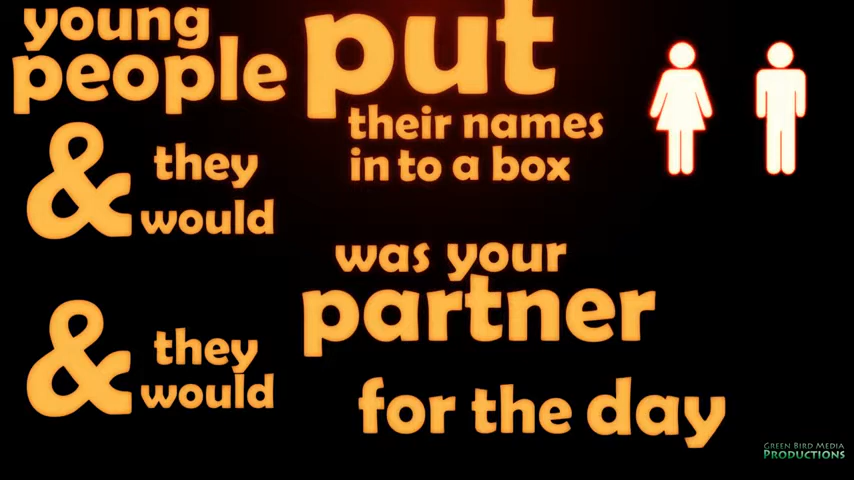 young
people put
their names
in to a box
& they
would
was your
partner
& they
would
for the day
Green Bird Media
Productions